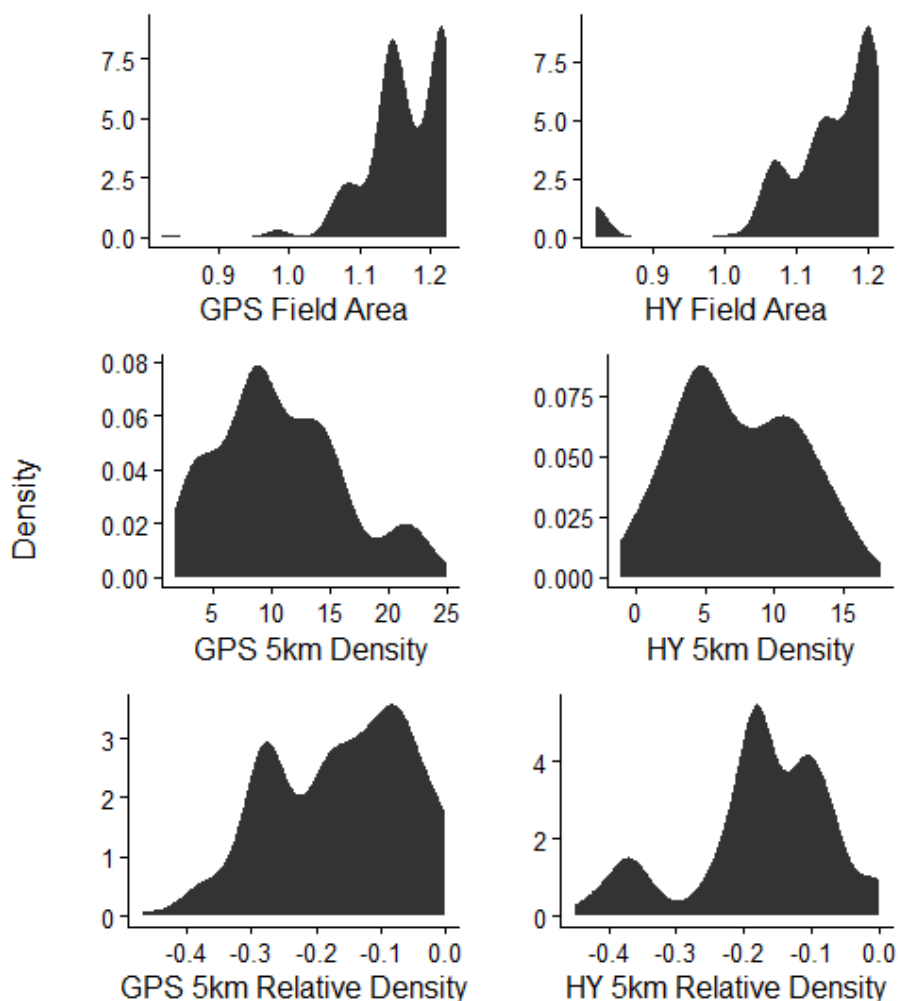 7.5
5.0
2.5
0.0
0.9 1.0 1.1 1.2
GPS Field Area
7.5
5.0
2.5
0.0
0.9 1.0 1.1 1.2
HY Field Area
Density
0.08
0.06
0.04
0.02
0.00
5 10 15 20 25
GPS 5km Density
0.075
0.050
0.025
0.000
0 5 10 15
HY 5km Density
3
2
1
0
-0.4 -0.3 -0.2 -0.1 0.0
GPS 5km Relative Density
4
2
0
-0.4 -0.3 -0.2 -0.1 0.0
HY 5km Relative Density